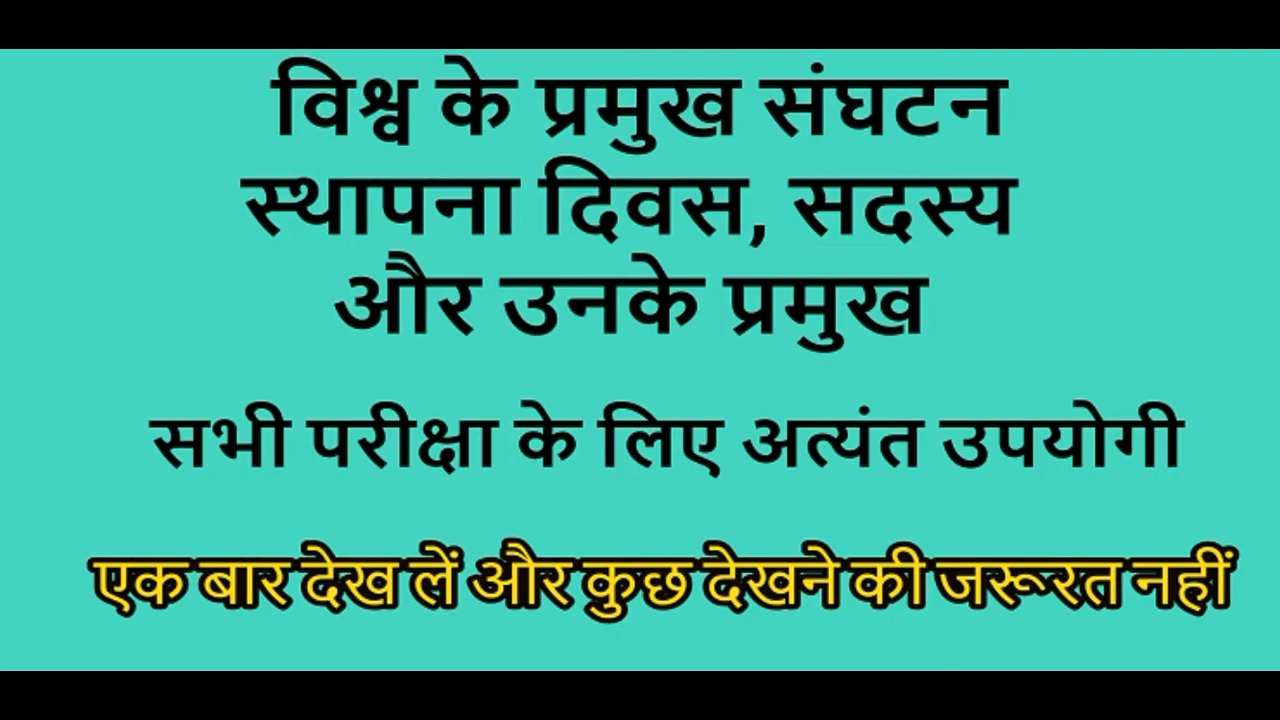 विश्व के प्रमुख संघटन
स्थापना दिवस, सदस्य
और उनके प्रमुख
सभी परीक्षा के लिए अत्यंत उपयोगी
एक बार देख लें और कुछ देखने की जरूरत नहीं